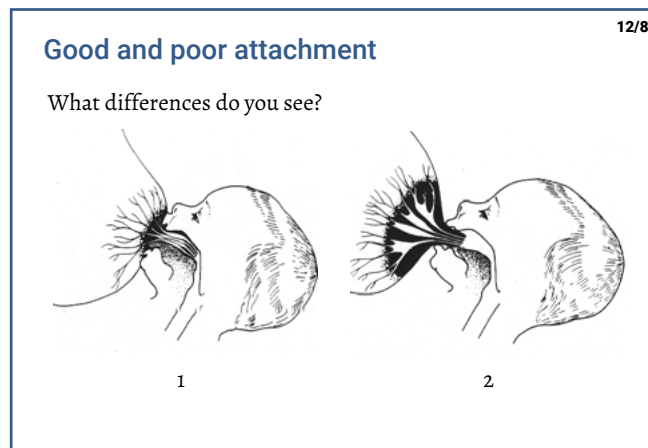 12/8
Good and poor attachment
What differences do you see?
1
2